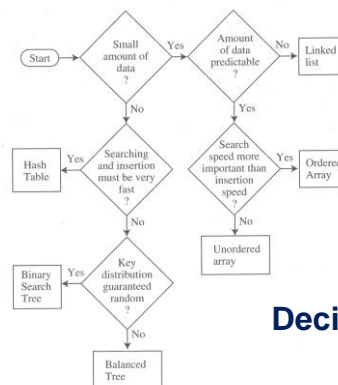 Start
Small
amount of
data
?
Yes
Amount
of data
predictable
?
No
Linked
list
No
Yes
Hash
Table
Yes
Searching
and insertion
must be very
fast
?
Search
speed more
important than
insertion
speed
?
Yes
Ordered
Array
No
No
Unordered
array
Binary
Search
Tree
Yes
Key
distribution
guaranteed
random
?
No
Balanced
Tree
Deci